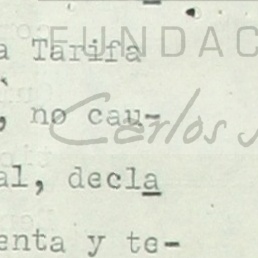 FUNDAC
a Tarifa
, no cau-
Carlos
al, decla
enta y te-